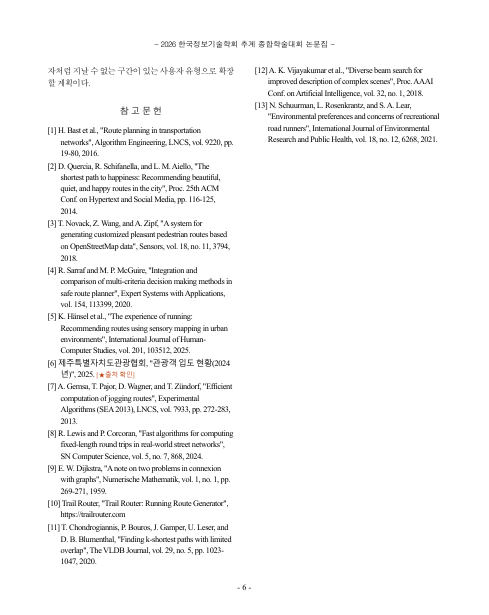 - 2026 한국정보기술학회 추계 종합학술대회 논문집 -
자처럼 지날 수 없는 구간이 있는 사용자 유형으로 확장
할 계획이다.
참 고 문 헌
[1] H. Bast et al., "Route planning in transportation
networks", Algorithm Engineering, LNCS, vol. 9220, pp.
19-80, 2016.
[2] D. Quercia, R. Schifanella, and L. M. Aiello, "The
shortest path to happiness: Recommending beautiful,
quiet, and happy routes in the city", Proc. 25th ACM
Conf. on Hypertext and Social Media, pp. 116-125,
2014.
[3] T. Novack, Z. Wang, and A. Zipf, "A system for
generating customized pleasant pedestrian routes based
on OpenStreetMap data", Sensors, vol. 18, no. 11, 3794,
2018.
[4] R. Sarraf and M. P. McGuire, "Integration and
comparison of multi-criteria decision making methods in
safe route planner", Expert Systems with Applications,
vol. 154, 113399, 2020.
[5] K. Hänsel et al., "The experience of running:
Recommending routes using sensory mapping in urban
environments", International Journal of Human-
Computer Studies, vol. 201, 103512, 2025.
[6] 제주특별자치도관광협회, "관광객 입도 현황(2024
년)", 2025. [★출처 확인]
[7] A. Gemsa, T. Pajor, D. Wagner, and T. Zündorf, "Efficient
computation of jogging routes", Experimental
Algorithms (SEA 2013), LNCS, vol. 7933, pp. 272-283,
2013.
[8] R. Lewis and P. Corcoran, "Fast algorithms for computing
fixed-length round trips in real-world street networks",
SN Computer Science, vol. 5, no. 7, 868, 2024.
[9] E. W. Dijkstra, "A note on two problems in connexion
with graphs", Numerische Mathematik, vol. 1, no. 1, pp.
269-271, 1959.
[10] Trail Router, "Trail Router: Running Route Generator",
https://trailrouter.com
[11] T. Chondrogiannis, P. Bouros, J. Gamper, U. Leser, and
D. B. Blumenthal, "Finding k-shortest paths with limited
overlap", The VLDB Journal, vol. 29, no. 5, pp. 1023-
1047, 2020.
[12] A. K. Vijayakumar et al., "Diverse beam search for
improved description of complex scenes", Proc. AAAI
Conf. on Artificial Intelligence, vol. 32, no. 1, 2018.
[13] N. Schuurman, L. Rosenkrantz, and S. A. Lear,
"Environmental preferences and concerns of recreational
road runners", International Journal of Environmental
Research and Public Health, vol. 18, no. 12, 6268, 2021.
- 6 -